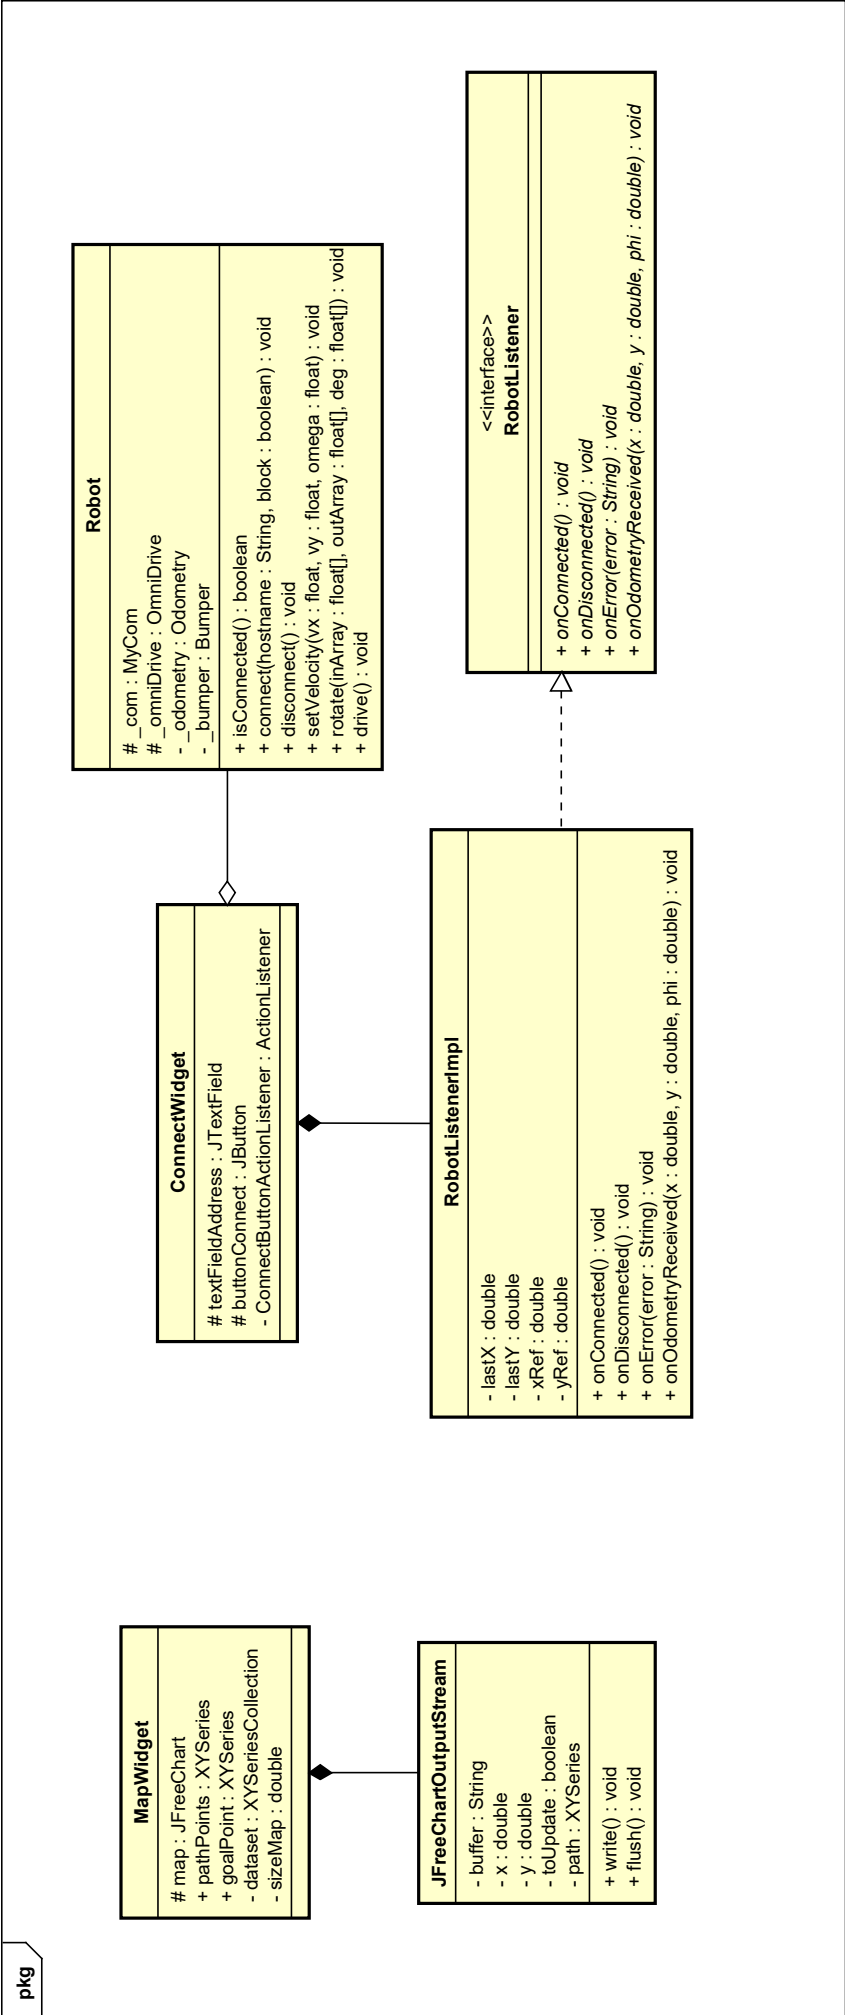 pkg
MapWidget
# map : JFreeChart
+ pathPoints : XYSeries
+ goalPoint : XYSeries
- dataset : XYSeriesCollection
- sizeMap : double
JFreeChartOutputStream
- buffer : String
- x : double
- y : double
- toUpdate : boolean
- path : XYSeries
+ write() : void
+ flush() : void
ConnectWidget
# textFieldAddress : JTextField
# buttonConnect : JButton
- ConnectButtonActionListener : ActionListener
RobotListenerImpl
- lastX : double
- lastY : double
- xRef : double
- yRef : double
+ onConnected() : void
+ onDisconnected() : void
+ onError(error : String) : void
+ onOdometryReceived(x : double, y : double, phi : double) : void
Robot
# _com : MyCom
# _omniDrive : OmniDrive
- _odometry : Odometry
- _bumper : Bumper
+ isConnected() : boolean
+ connect(hostname : String, block : boolean) : void
+ disconnect() : void
+ setVelocity(vx : float, vy : float, omega : float) : void
+ rotate(inArray : float[], outArray : float[], deg : float[]) : void
+ drive() : void
<<interface>>
RobotListener
+ onConnected() : void
+ onDisconnected() : void
+ onError(error : String) : void
+ onOdometryReceived(x : double, y : double, phi : double) : void